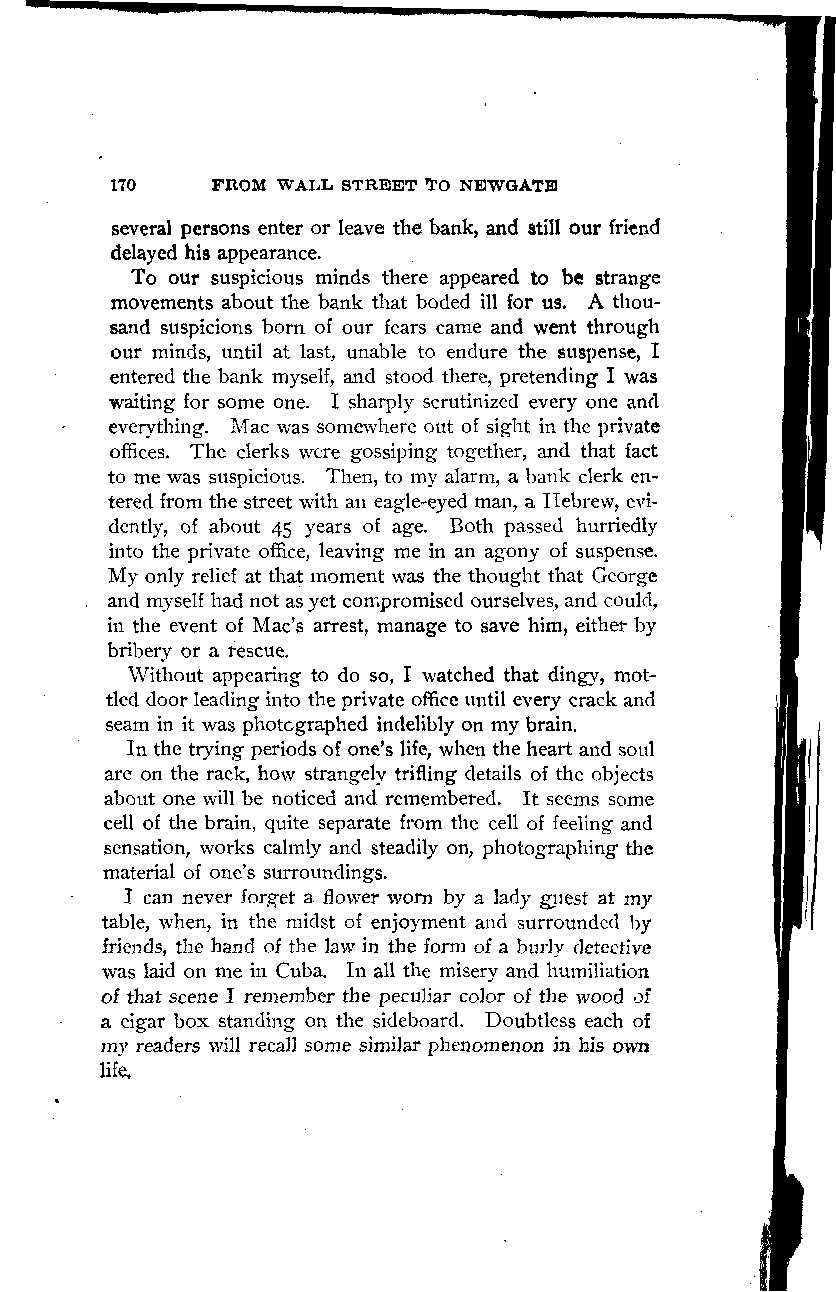 170 FROM WALL STREET TO NEWGATE
several persons enter or leave the bank, and still our friend
delayed his appearance.
To our suspicious minds there appeared to be strange
movements about the bank that boded ill for us. A thou-
sand suspicions born of our fears came and went through
our minds, until at last, unable to endure the suspense, I
entered the bank myself, and stood there, pretending I was
waiting for some one. I sharply scrutinized every one and
everything. Mac was somewhere out of sight in the private
offices. The clerks were gossiping together, and that fact
to me was suspicious. Then, to my alarm, a bank clerk en-
tered from the street with an eagle-eyed man, a Hebrew, evi-
dently, of about 45 years of age. Both passed hurriedly
into the private office, leaving me in an agony of suspense.
My only relief at that moment was the thought that George
and myself had not as yet compromised ourselves, and could,
in the event of Mac's arrest, manage to save him, either by
bribery or a rescue.
Without appearing to do so, I watched that dingy, mot-
tled door leading into the private office until every crack and
seam in it was photographed indelibly on my brain.
In the trying periods of one's life, when the heart and soul
are on the rack, how strangely trifling details of the objects
about one will be noticed and remembered. It seems some
cell of the brain, quite separate from the cell of feeling and
sensation, works calmly and steadily on, photographing the
material of one's surroundings.
I can never forget a flower worn by a lady guest at my
table, when, in the midst of enjoyment and surrounded by
friends, the hand of the law in the form of a burly detective
was laid on me in Cuba. In all the misery and humiliation
of that scene I remember the peculiar color of the wood of
a cigar box standing on the sideboard. Doubtless each of
my readers will recall some similar phenomenon in his own
life.